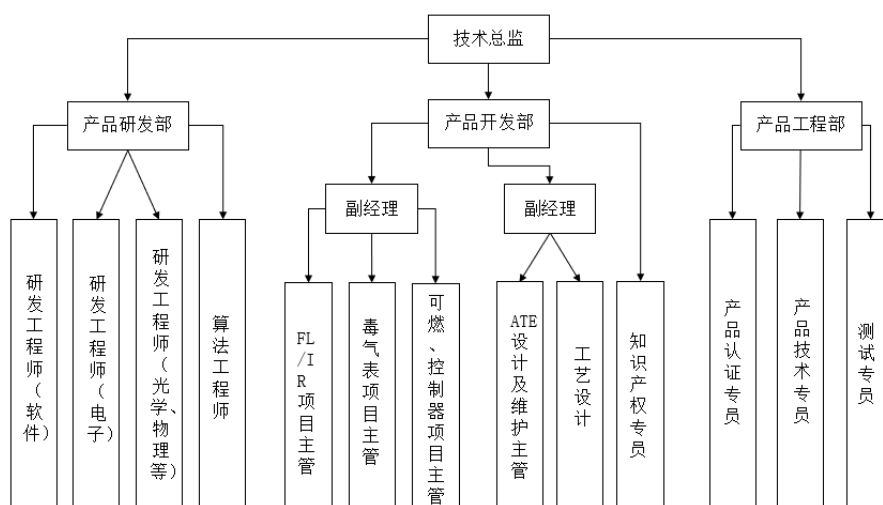 技术总监
产品研发部
产品开发部
产品工程部
副经理
副经理
研发工程师（软件）
研发工程师（电子）
研发工程师（光学、物理等）
算法工程师
FL/IR项目主管
毒气表项目主管
可燃、控制器项目主管
ATE设计及维护主管
工艺设计
知识产权专员
产品认证专员
产品技术专员
测试专员